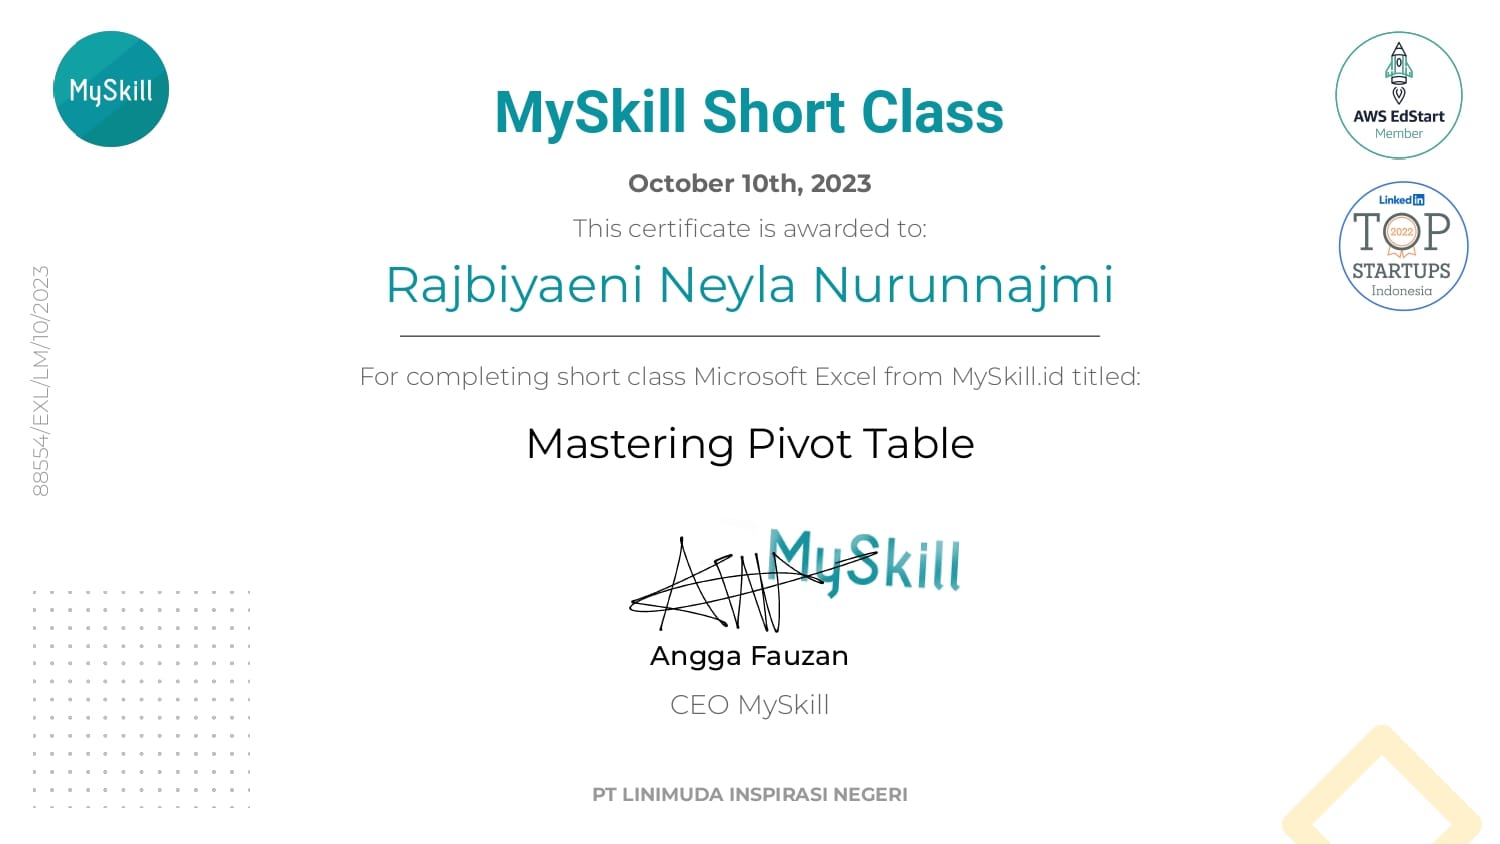 MySkill
MySkill Short Class
October 10th, 2023
This certificate is awarded to:
Rajbiyaeni Neyla Nurunnajmi
For completing short class Microsoft Excel from MySkill.id titled:
Mastering Pivot Table
MySkill
Angga Fauzan
CEO MySkill
PT LINIMUDA INSPIRASI NEGERI
88554/EXL/LM/10/2023
AWS EdStart
Member
LinkedIn
TOP
2022
STARTUPS
Indonesia